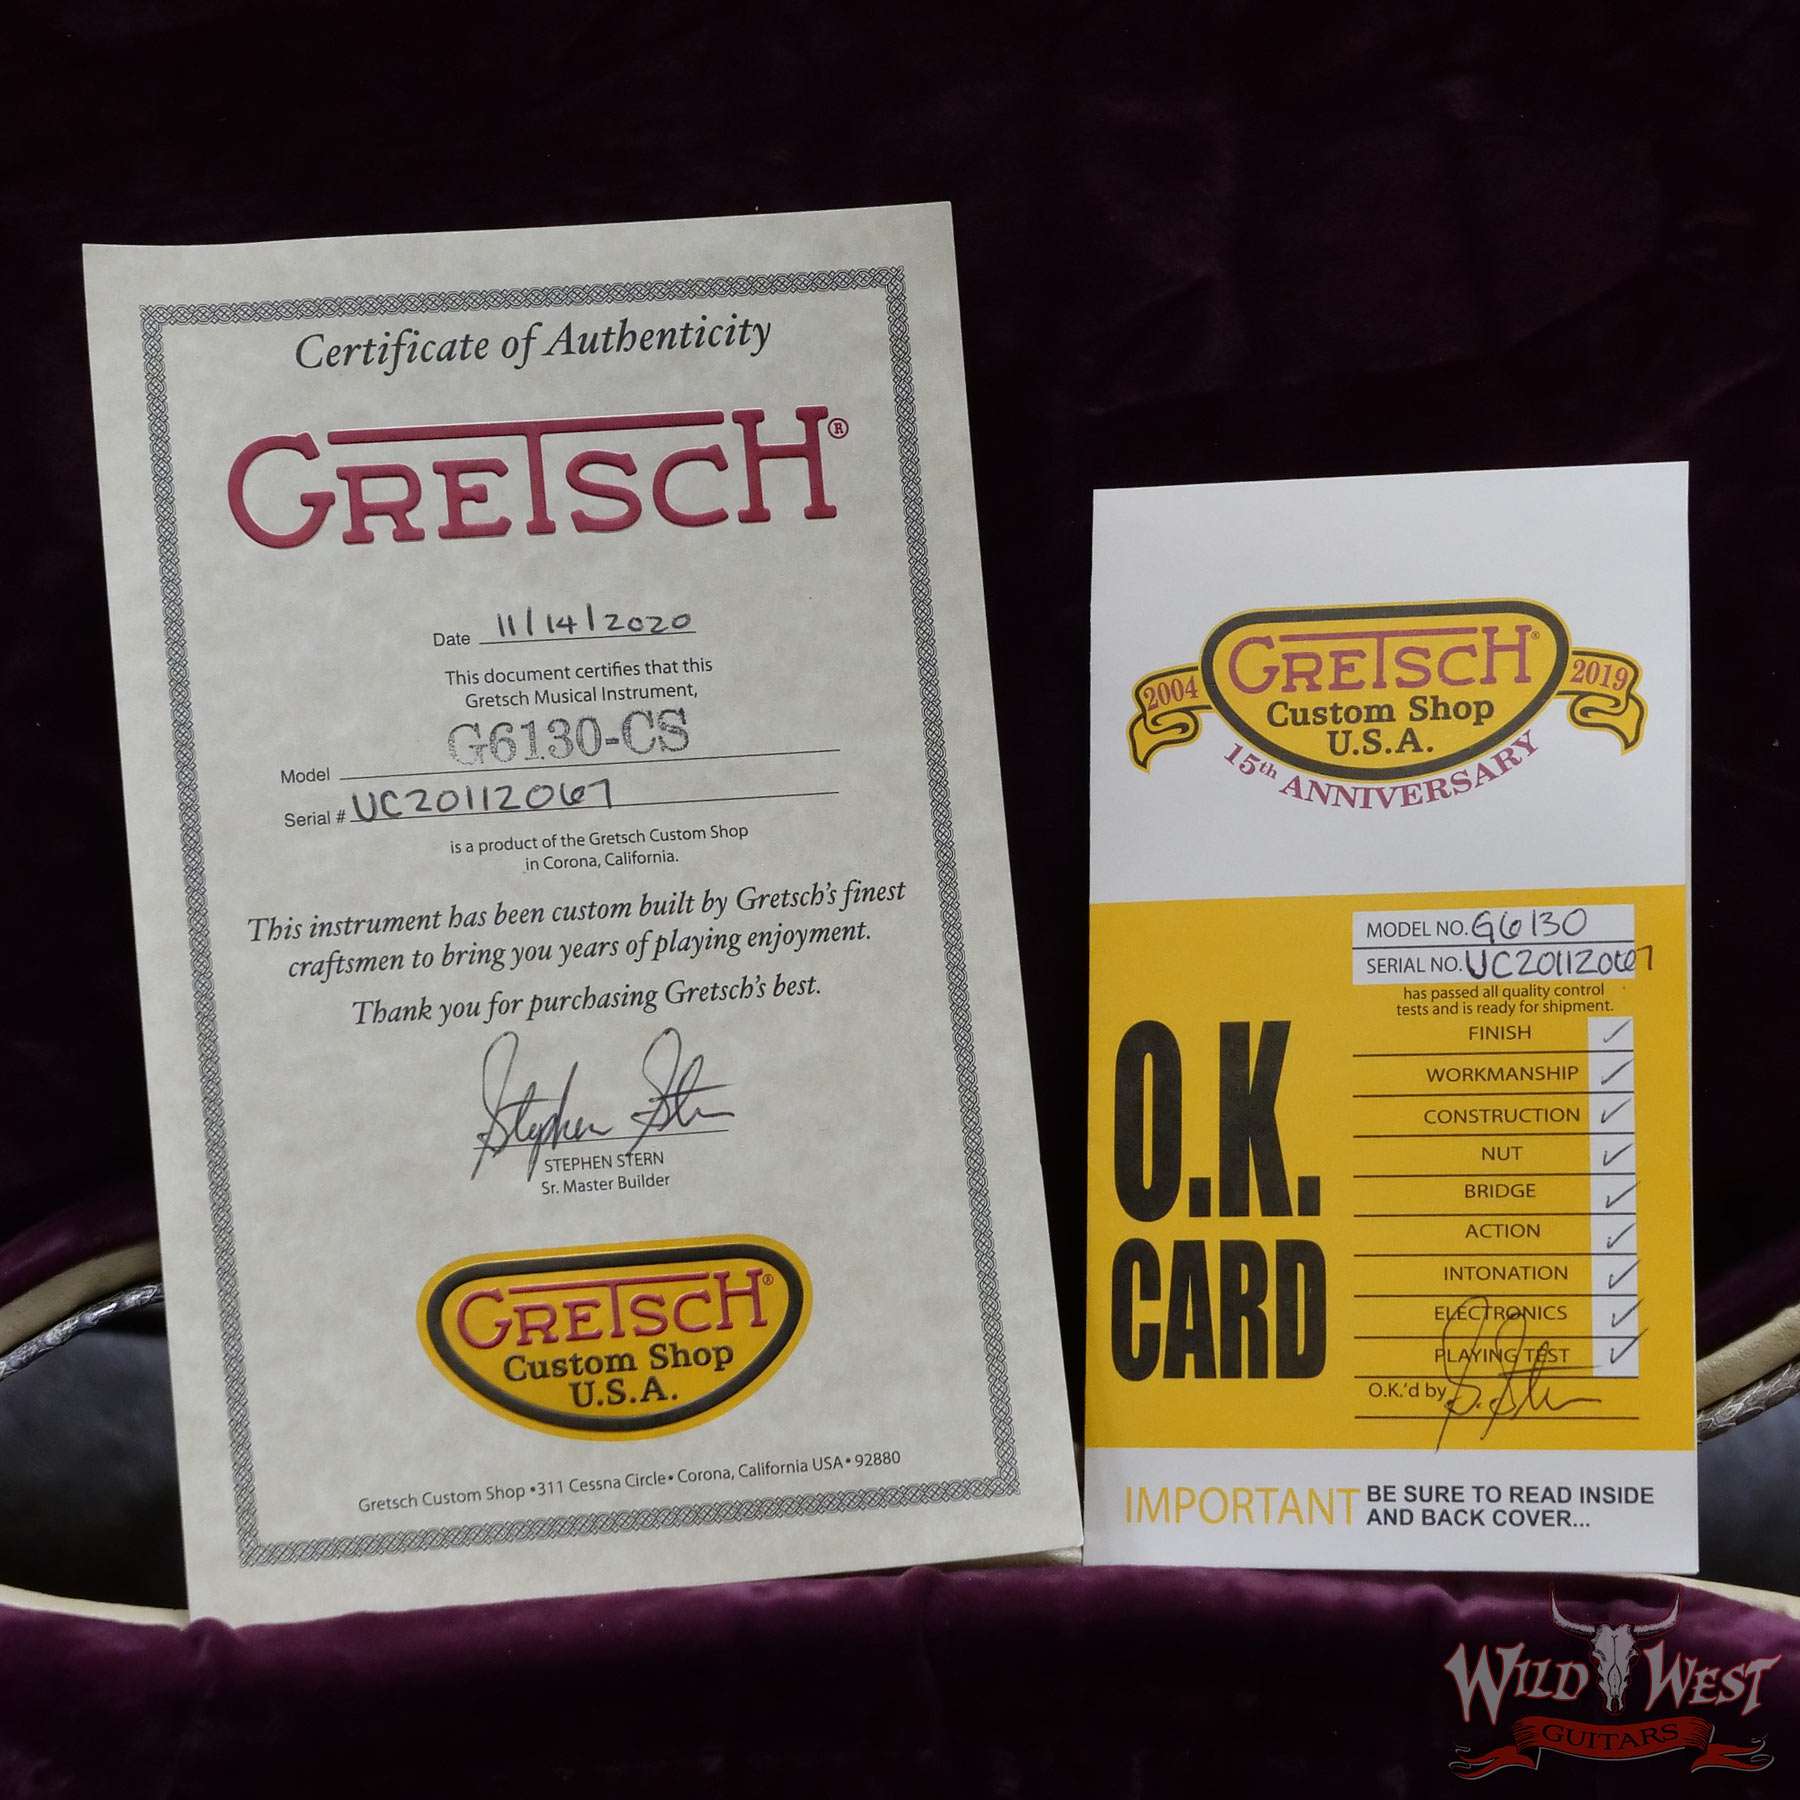 Certificate of Authenticity
GRETSCH®
Date 11/14/2020
This document certifies that this
Gretsch Musical Instrument,
Model G6130-CS
Serial # UC20112067
is a product of the Gretsch Custom Shop
in Corona, California.
This instrument has been custom built by Gretsch's finest
craftsmen to bring you years of playing enjoyment.
Thank you for purchasing Gretsch's best.
Stephen Stern
STEPHEN STERN
Sr. Master Builder
GRETSCH®
Custom Shop
U.S.A.
Gretsch Custom Shop • 311 Cessna Circle • Corona, California USA • 92880
2004 GRETSCH® 2019
Custom Shop
U.S.A.
15th ANNIVERSARY
MODEL NO. G6130
SERIAL NO. UC20112067
has passed all quality control
tests and is ready for shipment.
O.K.
CARD
FINISH ✓
WORKMANSHIP ✓
CONSTRUCTION ✓
NUT ✓
BRIDGE ✓
ACTION ✓
INTONATION ✓
ELECTRONICS ✓
PLAYING TEST ✓
O.K.'d by S. Stern
IMPORTANT BE SURE TO READ INSIDE
AND BACK COVER...
WILD WEST
GUITARS